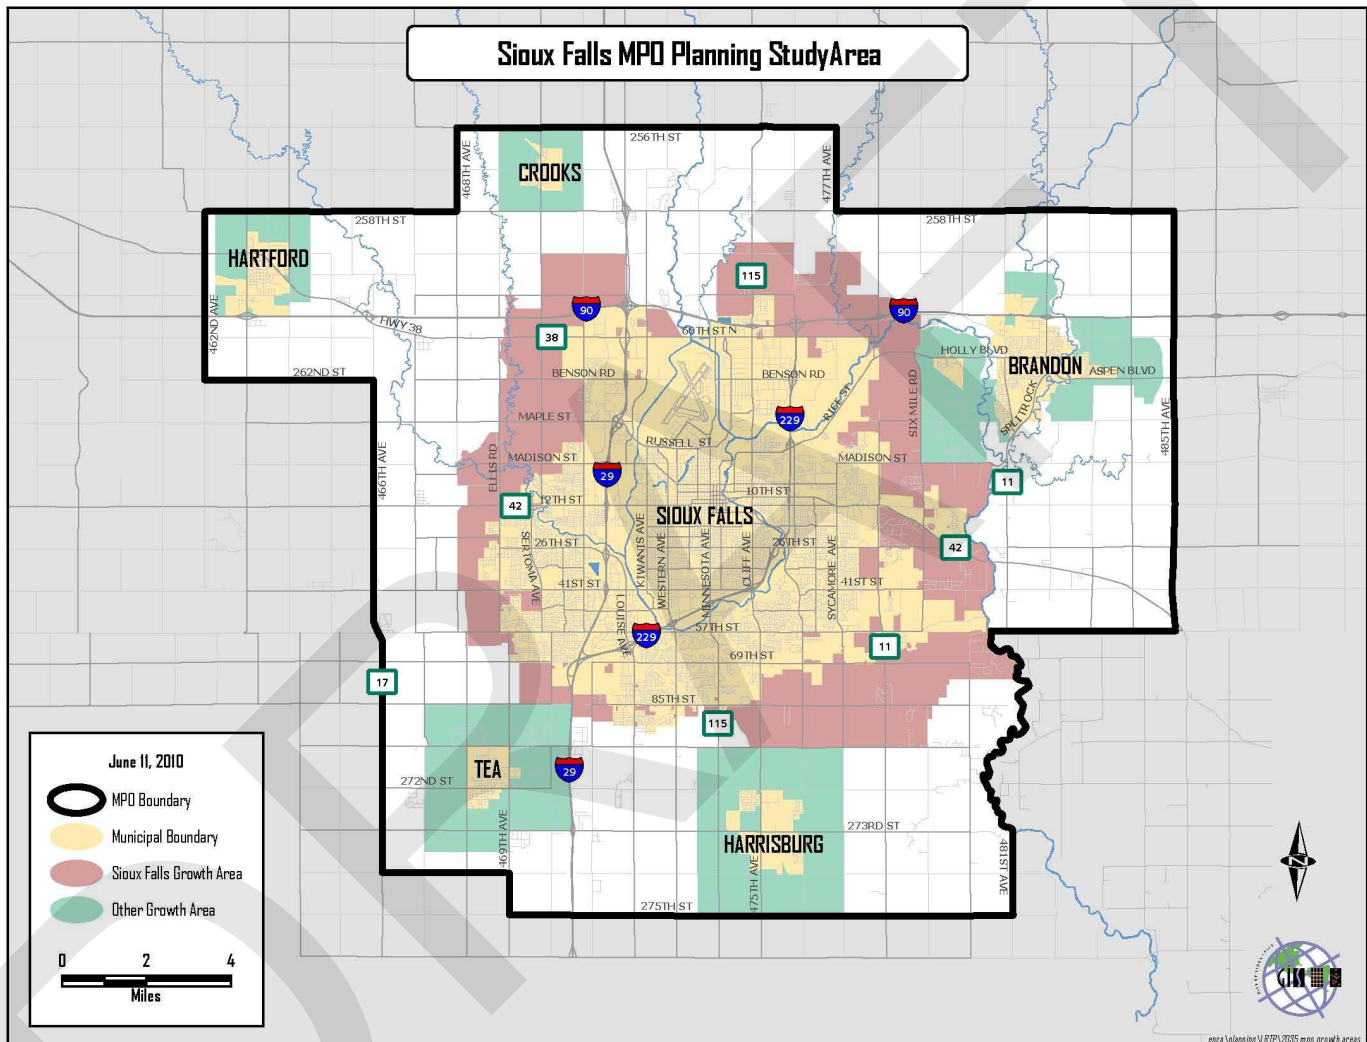 Sioux Falls MPO Planning StudyArea
256TH ST
468TH AVE
477TH AVE
CROOKS
258TH ST
258TH ST
HARTFORD
115
462ND AVE
90
90
HWY 38
38
60TH ST N
HOLLY BLVD
BRANDON
ASPEN BLVD
262ND ST
BENSON RD
BENSON RD
SIX MILE RD
SPLITROCK
RICE ST
MAPLE ST
229
485TH AVE
RUSSELL ST
466TH AVE
ELLIS RD
MADISON ST
MADISON ST
29
11
42
12TH ST
10TH ST
SIOUX FALLS
SERTOMA AVE
26TH ST
26TH ST
42
KIWANIS AVE
WESTERN AVE
MINNESOTA AVE
CLIFF AVE
SYCAMORE AVE
41ST ST
41ST ST
LOUISE AVE
57TH ST
229
69TH ST
11
17
85TH ST
115
TEA
272ND ST
29
469TH AVE
HARRISBURG
273RD ST
475TH AVE
481ST AVE
275TH ST
June 11, 2010
MPO Boundary
Municipal Boundary
Sioux Falls Growth Area
Other Growth Area
0 2 4
Miles
N
GIS
DRAFT